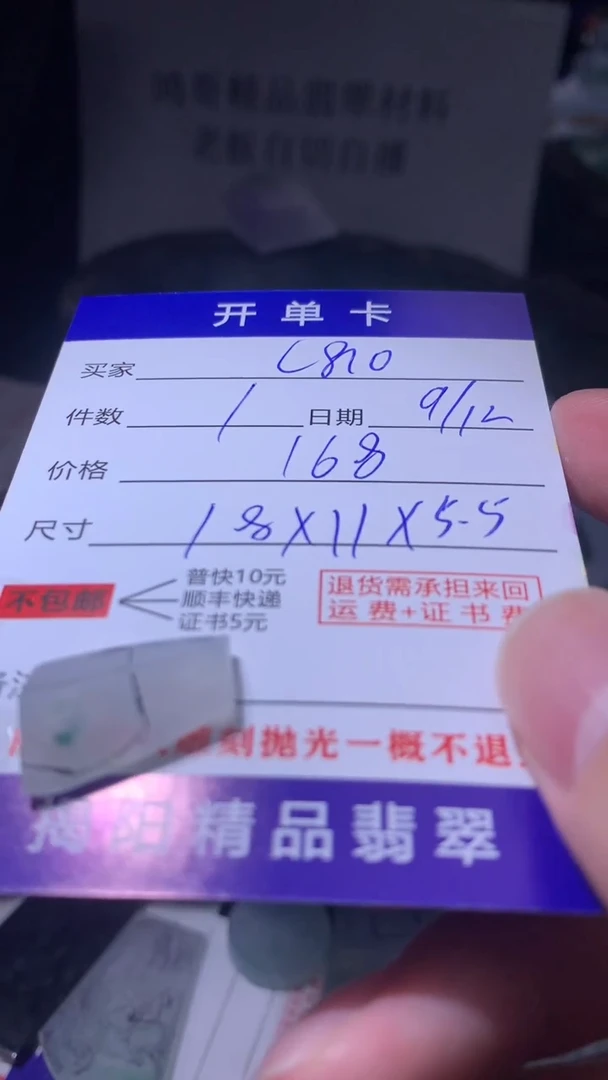 开单卡
买家 C810
件数 1 日期 9/12
价格 168
尺寸 18X11X5.5
不包邮
普快10元
顺丰快递
证书5元
退货需承担来回
运费+证书费
刻抛光一概不退
揭阳精品翡翠